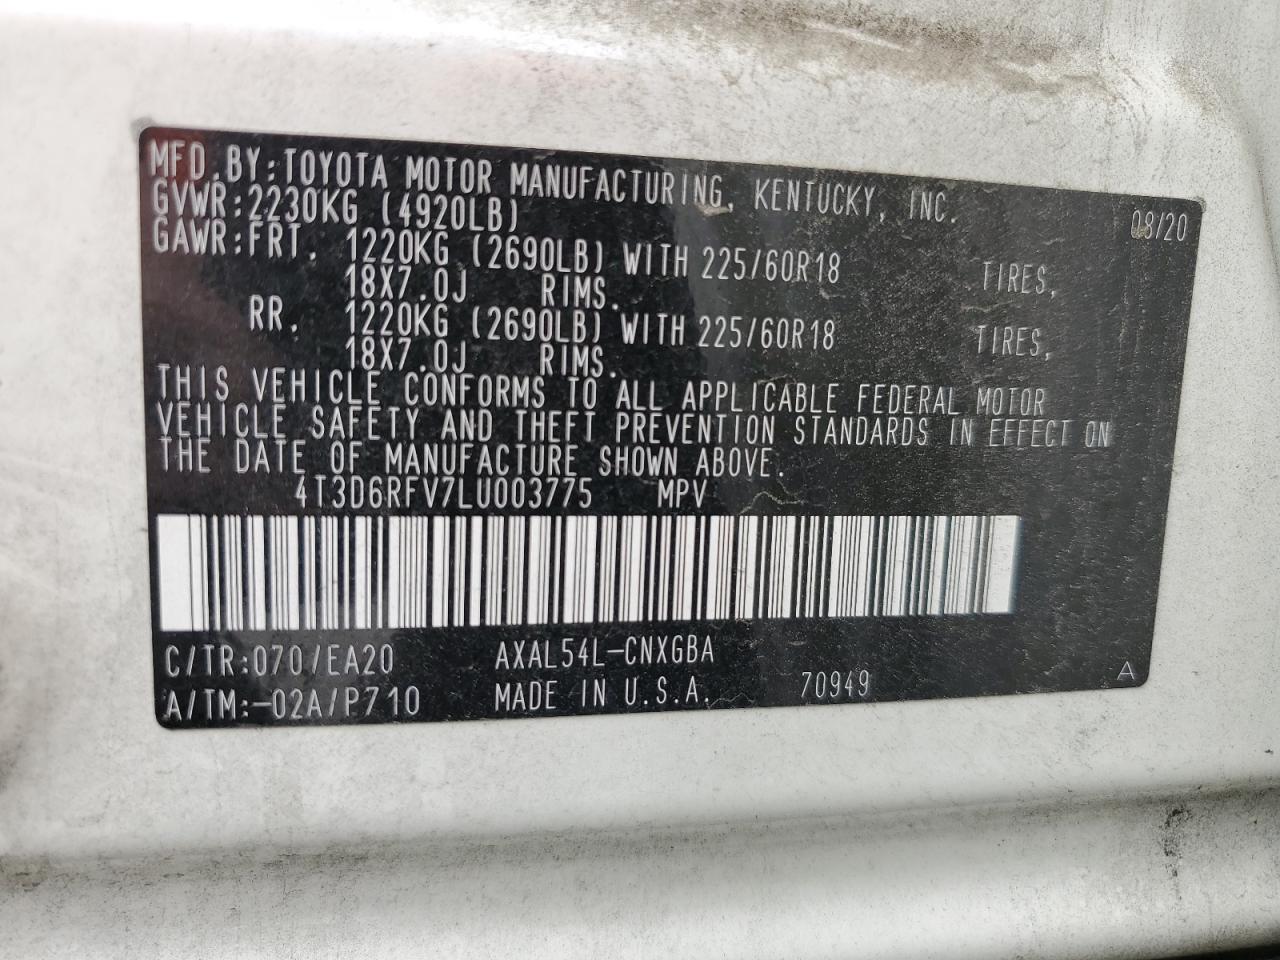 MFD.BY:TOYOTA MOTOR MANUFACTURING, KENTUCKY, INC. 08/20
GVWR:2230KG (4920LB)
GAWR:FRT. 1220KG (2690LB) WITH 225/60R18 TIRES,
18X7.0J RIMS.
RR. 1220KG (2690LB) WITH 225/60R18 TIRES,
18X7.0J RIMS.
THIS VEHICLE CONFORMS TO ALL APPLICABLE FEDERAL MOTOR
VEHICLE SAFETY AND THEFT PREVENTION STANDARDS IN EFFECT ON
THE DATE OF MANUFACTURE SHOWN ABOVE.
4T3D6RFV7LU003775 MPV
C/TR:070/EA20 AXAL54L-CNXGBA
A/TM:-02A/P710 MADE IN U.S.A. 70949 A